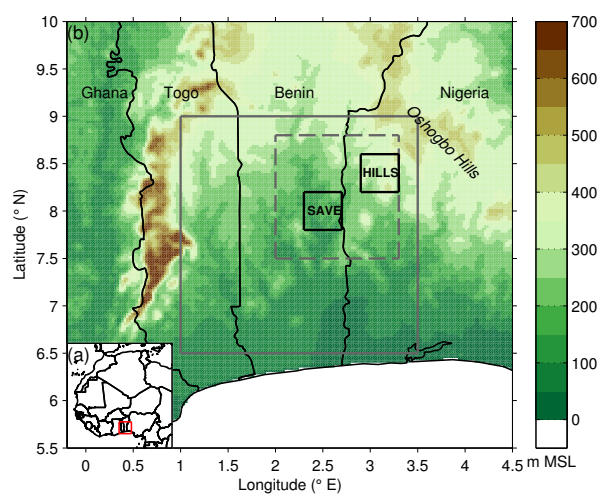 (b)
Ghana Togo Benin Nigeria
Oshogbo Hills
HILLS
SAVE
(a)
10
9.5
9
8.5
8
7.5
7
6.5
6
5.5
Latitude (° N)
0 0.5 1 1.5 2 2.5 3 3.5 4 4.5
Longitude (° E)
700
600
500
400
300
200
100
0
m MSL